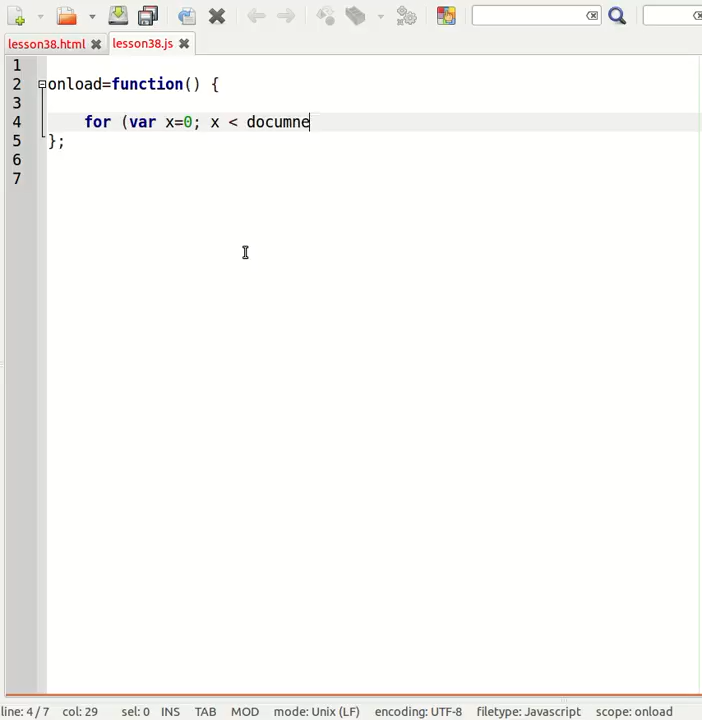 lesson38.html
lesson38.js
1
2 onload=function() {
3
4 for (var x=0; x < documne
5 };
6
7
line: 4 / 7 col: 29 sel: 0 INS TAB MOD mode: Unix (LF) encoding: UTF-8 filetype: Javascript scope: onload